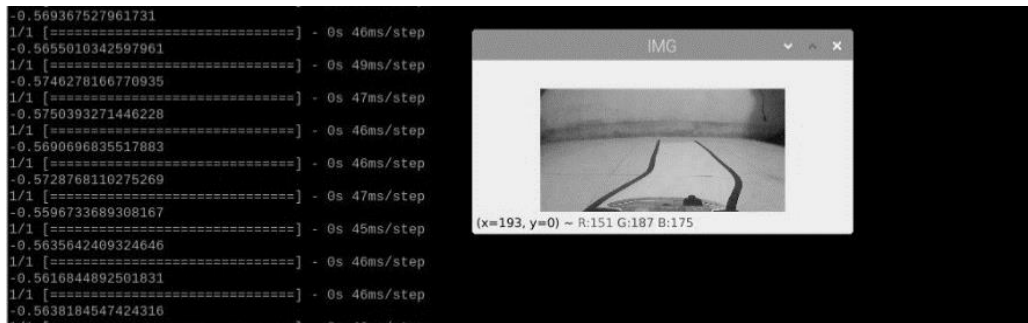 -0.569367527961731
1/1 [==============================] - 0s 46ms/step
-0.5655010342597961
1/1 [==============================] - 0s 49ms/step
-0.5746278166770935
1/1 [==============================] - 0s 47ms/step
-0.5750393271446228
1/1 [==============================] - 0s 46ms/step
-0.5690696835517883
1/1 [==============================] - 0s 46ms/step
-0.5728768110275269
1/1 [==============================] - 0s 47ms/step
-0.5596733689308167
1/1 [==============================] - 0s 45ms/step
-0.5635642409324646
1/1 [==============================] - 0s 46ms/step
-0.5616844892501831
1/1 [==============================] - 0s 46ms/step
-0.5638184547424316
IMG
(x=193, y=0) ~ R:151 G:187 B:175